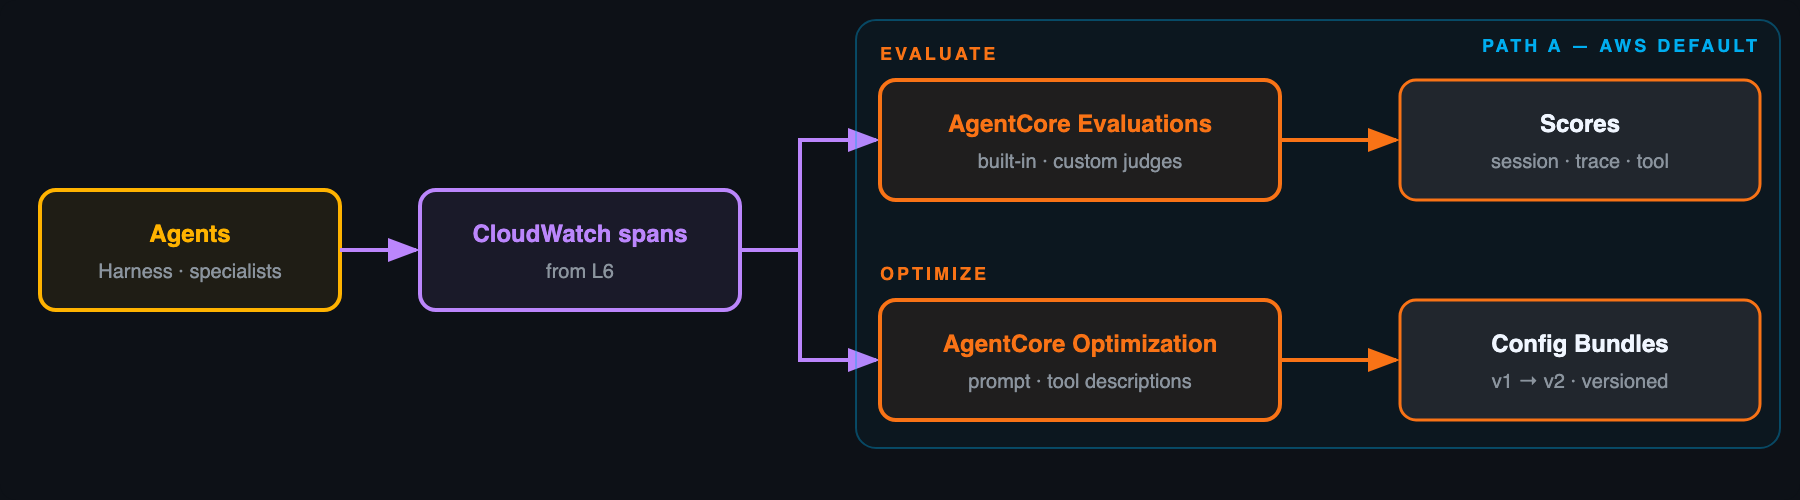 Agents
Harness · specialists
CloudWatch spans
from L6
PATH A — AWS DEFAULT
EVALUATE
AgentCore Evaluations
built-in · custom judges
Scores
session · trace · tool
OPTIMIZE
AgentCore Optimization
prompt · tool descriptions
Config Bundles
v1 → v2 · versioned